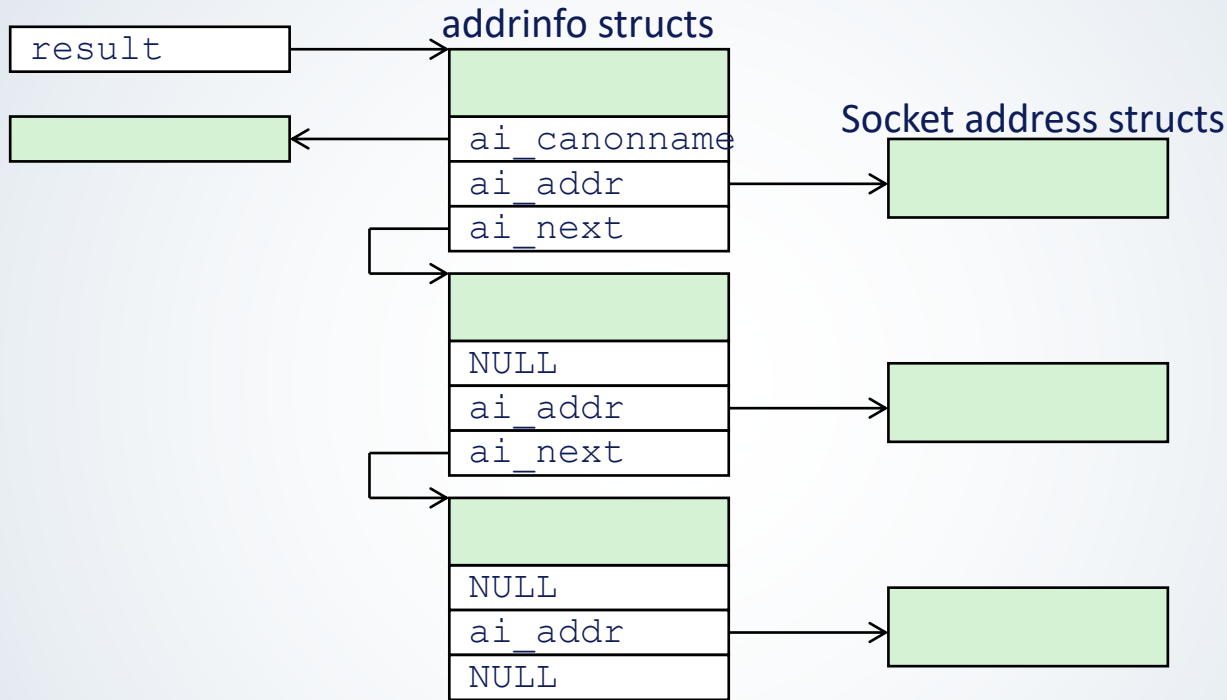 addrinfo structs
result
Socket address structs
ai_canonname
ai_addr
ai_next
NULL
ai_addr
ai_next
NULL
ai_addr
NULL